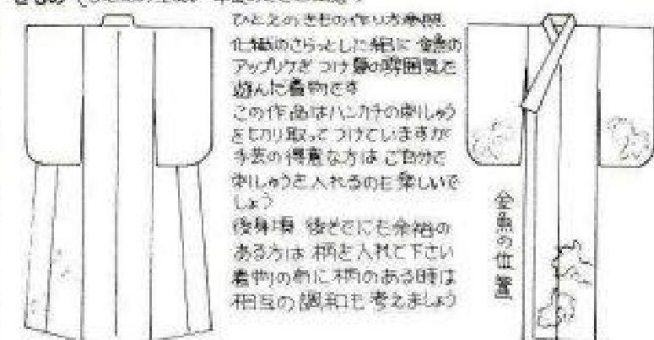 ひとえのきもの作り方参照
化繊のさらっとした絹に 金魚の
アップリケをつけ夏の雰囲気を
遊んだ着物です
この作品はハンカチの刺しゅう
を切り取ってつけていますが
手芸の得意な方は ご自分で
刺しゅうを入れるのも楽しいで
しょう
後身頃 後そでにも余裕の
ある方は 柄を入れて下さい
着物の布に柄のある時は
相互の調和も考えましょう
金魚の位置